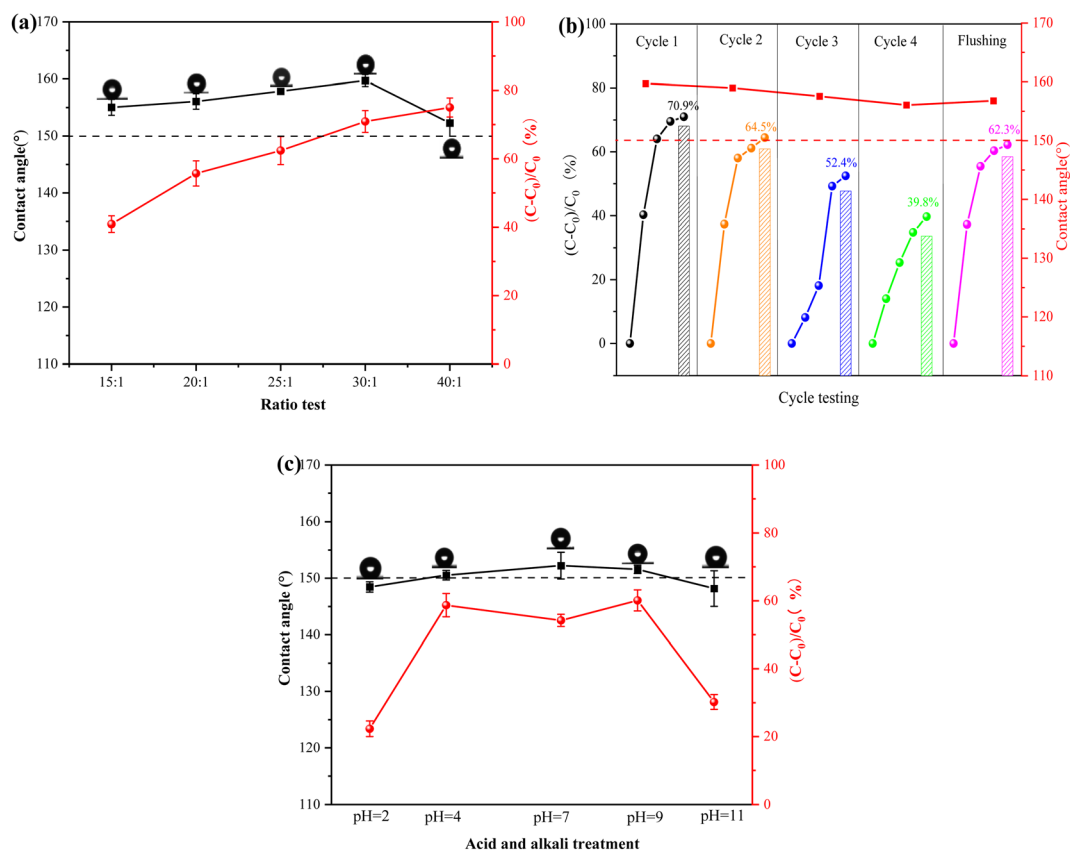 (a)
170
160
150
140
130
120
110
Contact angle(°)
100
80
60
40
20
0
(C-C₀)/C₀ (%)
15:1 20:1 25:1 30:1 40:1
Ratio test
(b)
100
80
60
40
20
0
(C-C₀)/C₀ (%)
Cycle 1 Cycle 2 Cycle 3 Cycle 4 Flushing
70.9%
64.5%
52.4%
39.8%
62.3%
170
160
150
140
130
120
110
Contact angle(°)
Cycle testing
(c)
170
160
150
140
130
120
110
Contact angle (°)
100
80
60
40
20
0
(C-C₀)/C₀( %)
pH=2 pH=4 pH=7 pH=9 pH=11
Acid and alkali treatment